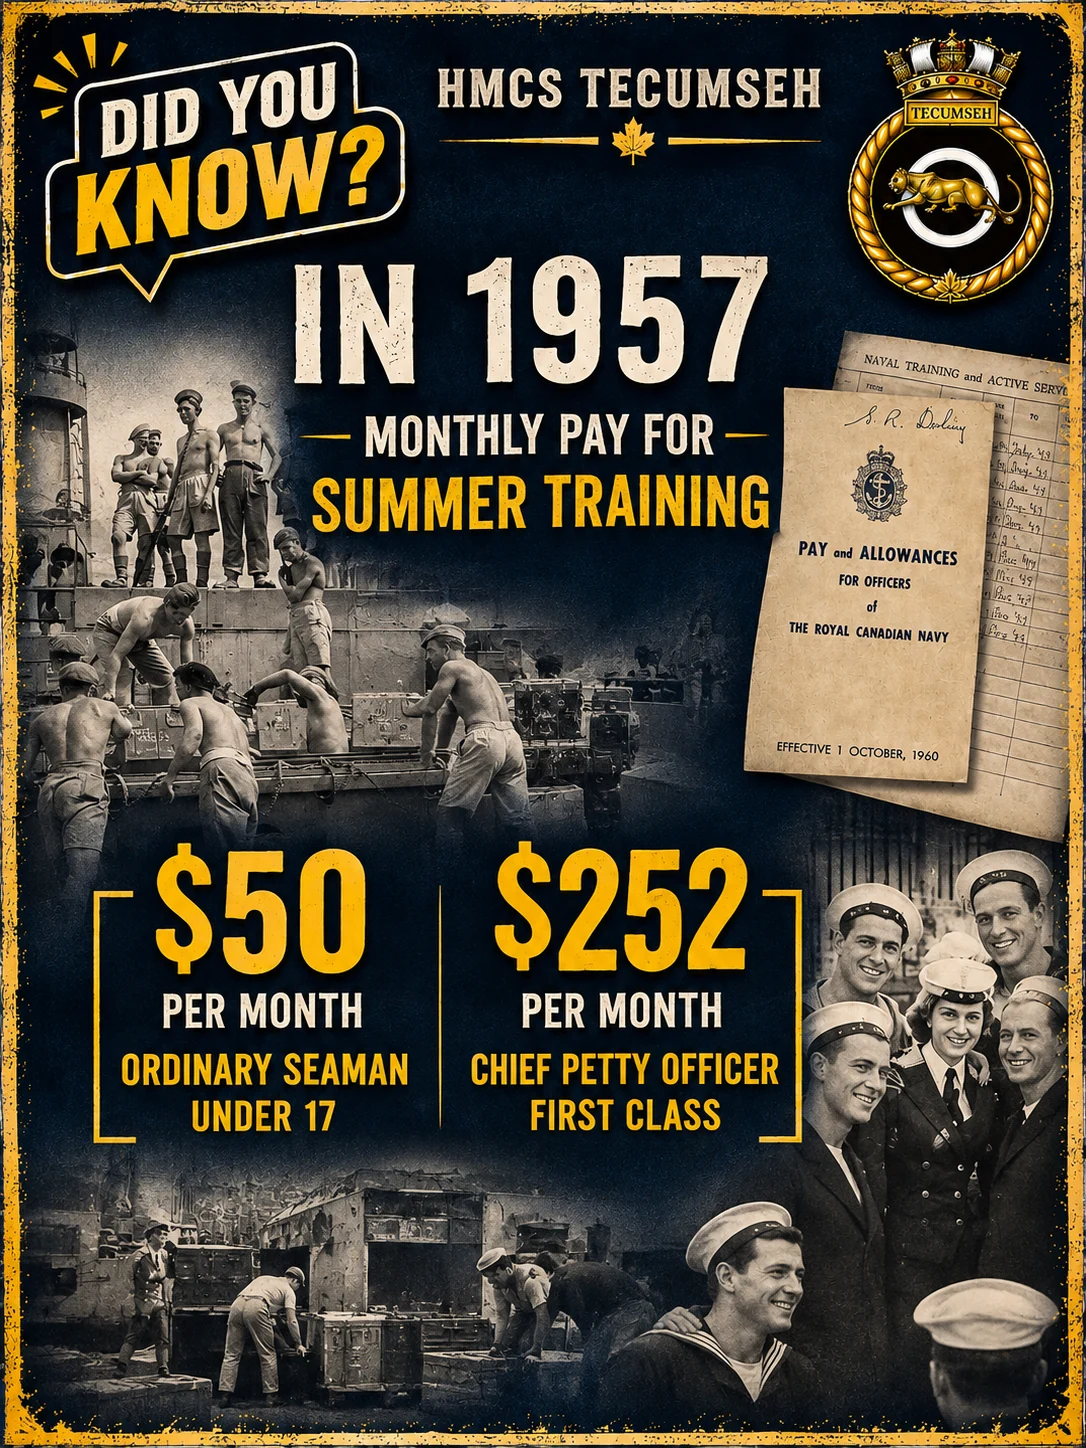 DID YOU
KNOW?
HMCS TECUMSEH
TECUMSEH
IN 1957
MONTHLY PAY FOR
SUMMER TRAINING
NAVAL TRAINING and ACTIVE SERV
TO
PAY and ALLOWANCES
FOR OFFICERS
of
THE ROYAL CANADIAN NAVY
EFFECTIVE 1 OCTOBER, 1960
$50
PER MONTH
ORDINARY SEAMAN
UNDER 17
$252
PER MONTH
CHIEF PETTY OFFICER
FIRST CLASS